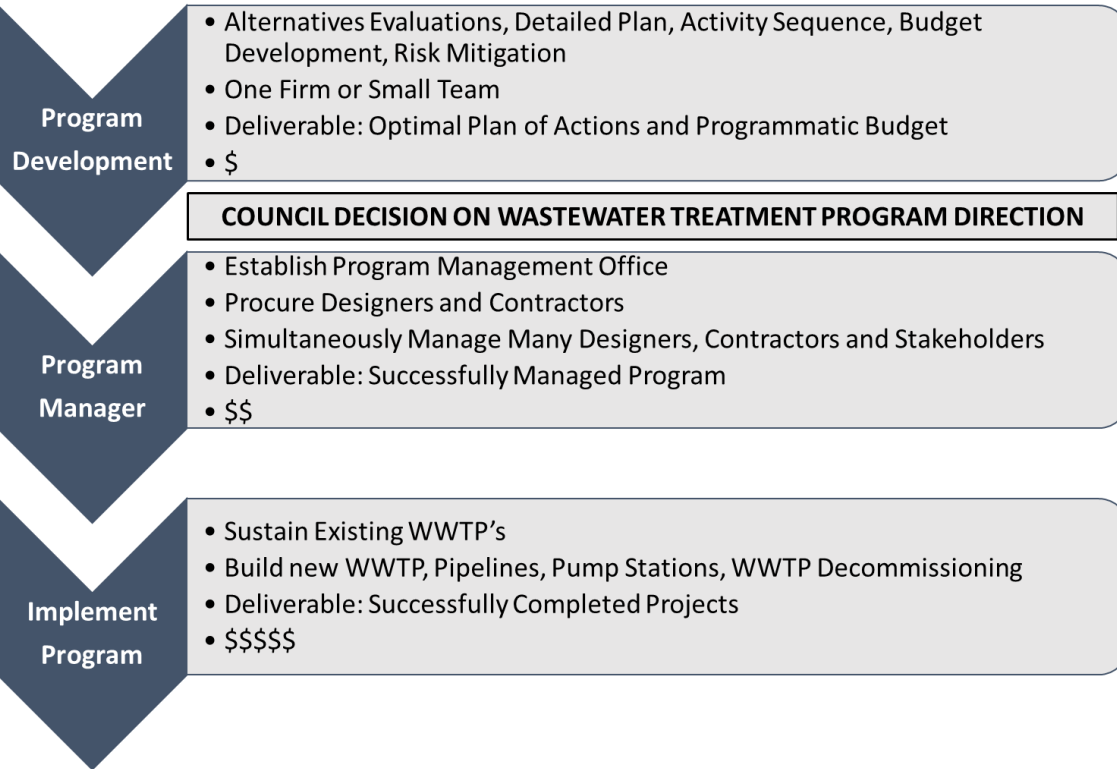 Program
Development
• Alternatives Evaluations, Detailed Plan, Activity Sequence, Budget
Development, Risk Mitigation
• One Firm or Small Team
• Deliverable: Optimal Plan of Actions and Programmatic Budget
• $
COUNCIL DECISION ON WASTEWATER TREATMENT PROGRAM DIRECTION
Program
Manager
• Establish Program Management Office
• Procure Designers and Contractors
• Simultaneously Manage Many Designers, Contractors and Stakeholders
• Deliverable: Successfully Managed Program
• $$
Implement
Program
• Sustain Existing WWTP’s
• Build new WWTP, Pipelines, Pump Stations, WWTP Decommissioning
• Deliverable: Successfully Completed Projects
• $$$$$